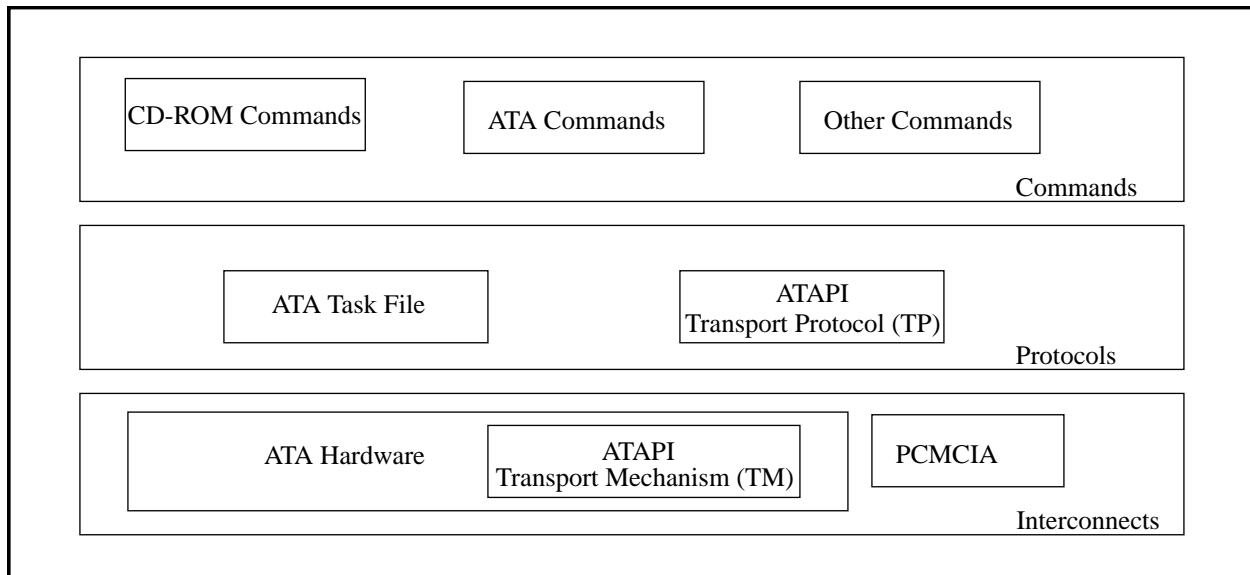 CD-ROM Commands
ATA Commands
Other Commands
Commands
ATA Task File
ATAPI
Transport Protocol (TP)
Protocols
ATA Hardware
ATAPI
Transport Mechanism (TM)
PCMCIA
Interconnects